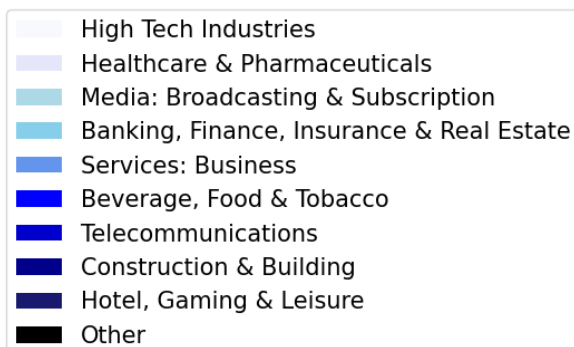 High Tech Industries
Healthcare & Pharmaceuticals
Media: Broadcasting & Subscription
Banking, Finance, Insurance & Real Estate
Services: Business
Beverage, Food & Tobacco
Telecommunications
Construction & Building
Hotel, Gaming & Leisure
Other